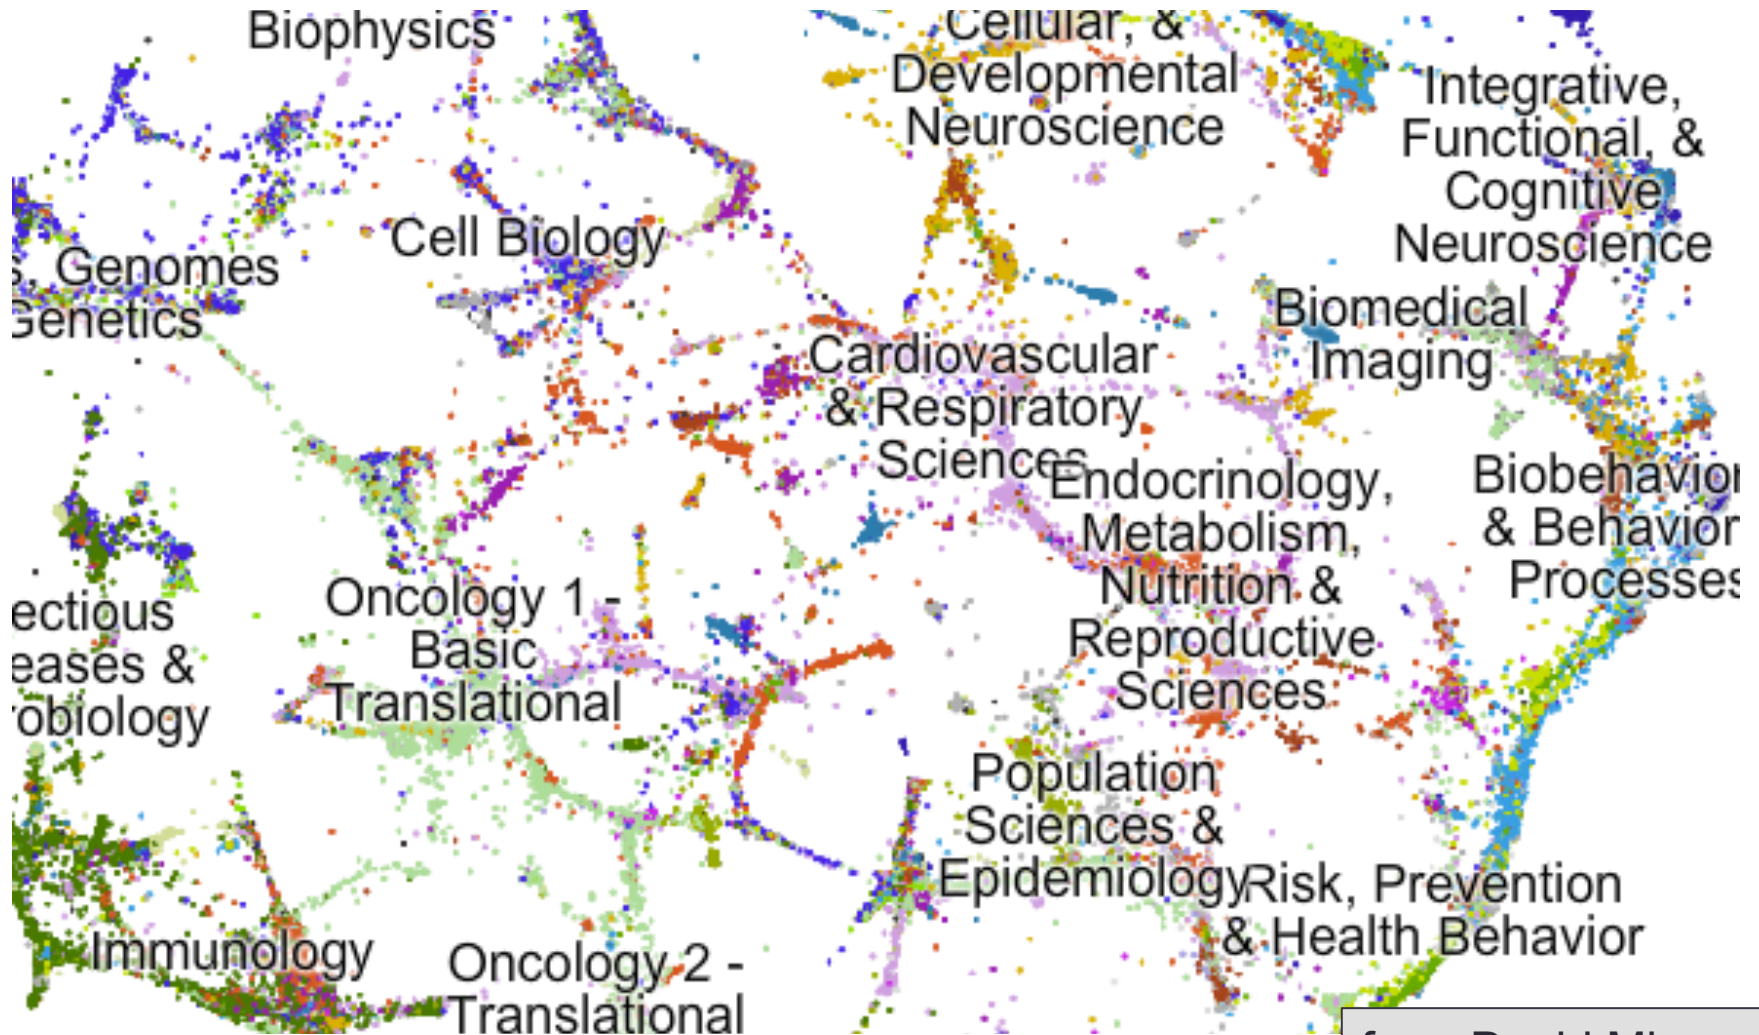 Biophysics
Cellular, &
Developmental
Neuroscience
Integrative,
Functional, &
Cognitive
Neuroscience
Cell Biology
s, Genomes
Genetics
Biomedical
Imaging
Cardiovascular
& Respiratory
Sciences
Endocrinology,
Metabolism,
Nutrition &
Reproductive
Sciences
Biobehavior
& Behavior
Processes
Oncology 1 -
Basic
Translational
ectious
eases &
obiology
Population
Sciences &
Epidemiology
Risk, Prevention
& Health Behavior
Immunology
Oncology 2 -
Translational